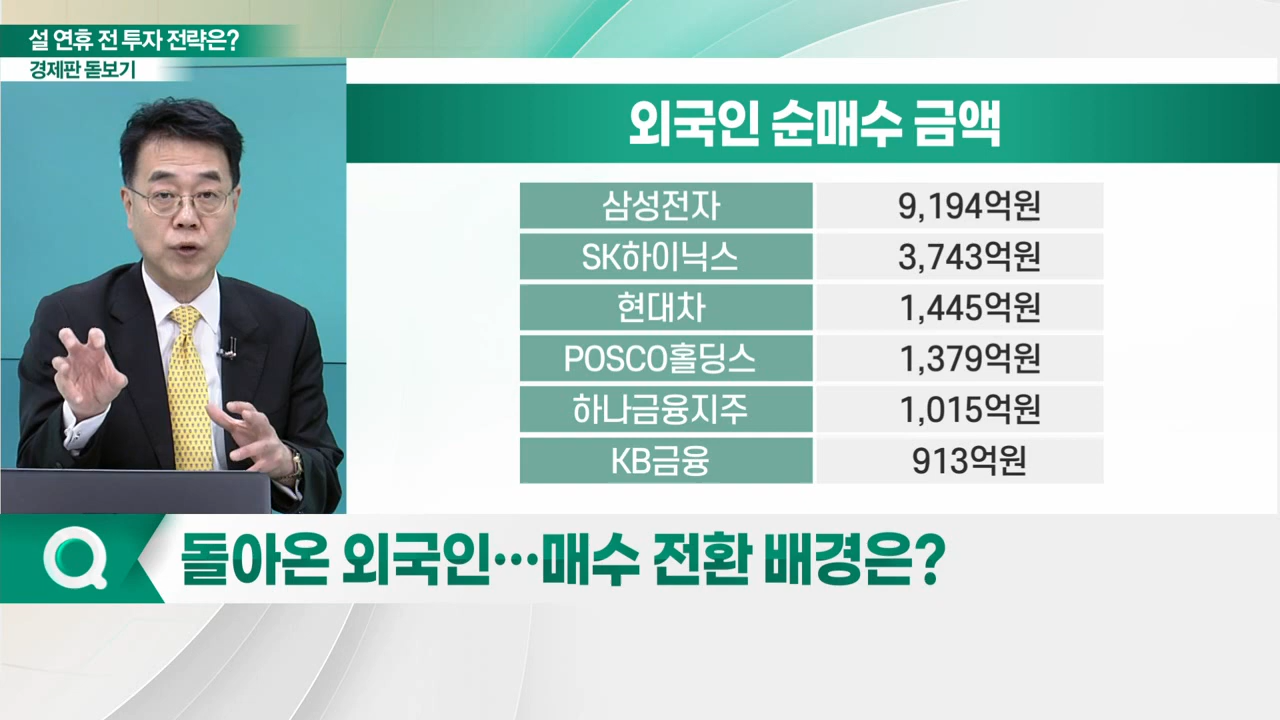 설 연휴 전 투자 전략은?
경제판 돋보기
외국인 순매수 금액
삼성전자 9,194억원
SK하이닉스 3,743억원
현대차 1,445억원
POSCO홀딩스 1,379억원
하나금융지주 1,015억원
KB금융 913억원
돌아온 외국인…매수 전환 배경은?